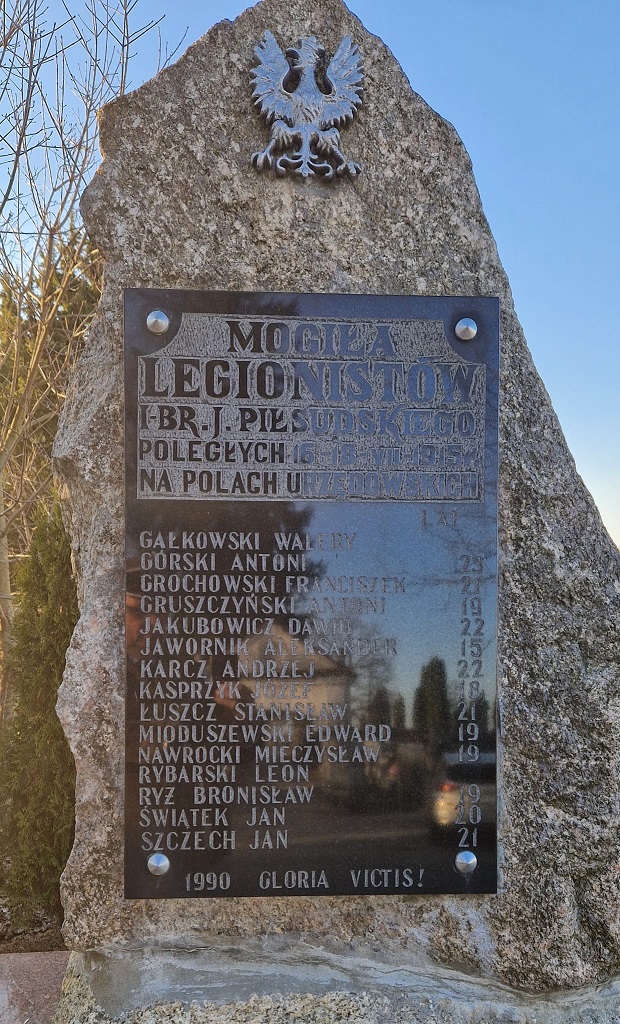 MOGIŁA
LEGIONISTÓW
I-BR. J. PIŁSUDSKIEGO
POLEGŁYCH 16-18 VII 1915R.
NA POLACH URZĘDOWSKICH
LAT
GAŁKOWSKI WALERY
GÓRSKI ANTONI 23
GROCHOWSKI FRANCISZEK 21
GRUSZCZYŃSKI ANTONI 19
JAKUBOWICZ DAWID 22
JAWORNIK ALEKSANDER 15
KARCZ ANDRZEJ 22
KASPRZYK JÓZEF 18
ŁUSZCZ STANISŁAW 21
MIODUSZEWSKI EDWARD 19
NAWROCKI MIECZYSŁAW 19
RYBARSKI LEON
RYŻ BRONISŁAW 19
ŚWIĄTEK JAN 20
SZCZECH JAN 21
1990 GLORIA VICTIS!